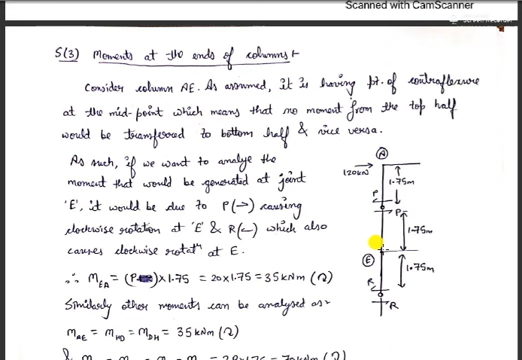 Scanned with CamScanner
5(3) Moments at the ends of columns:-
Consider column AE. As assumed, it is having pt. of contraflexure
at the mid-point which means that no moment from the top half
would be transferred to bottom half & vice versa.
As such, if we want to analyse the
moment that would be generated at joint
'E', it would be due to P(→) causing
clockwise rotation at 'E' & R(←) which also
causes clockwise rotatⁿ at E.
∴ M_EA = (P)×1.75 = 20×1.75 = 35 kNm (↻)
Similarly other moments can be analysed as:-
M_AE = M_HD = M_DH = 35 kNm (↻)
A
120kN
1.75m
P
P
1.75m
E
1.75m
R
R